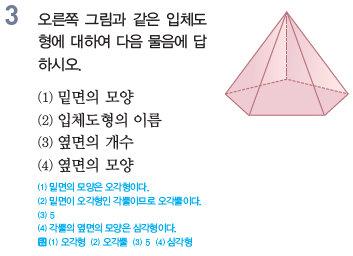 3 오른쪽 그림과 같은 입체도
형에 대하여 다음 물음에 답
하시오.
(1) 밑면의 모양
(2) 입체도형의 이름
(3) 옆면의 개수
(4) 옆면의 모양
(1) 밑면의 모양은 오각형이다.
(2) 밑면이 오각형인 각뿔이므로 오각뿔이다.
(3) 5
(4) 각뿔의 옆면의 모양은 삼각형이다.
답 (1) 오각형 (2) 오각뿔 (3) 5 (4) 삼각형